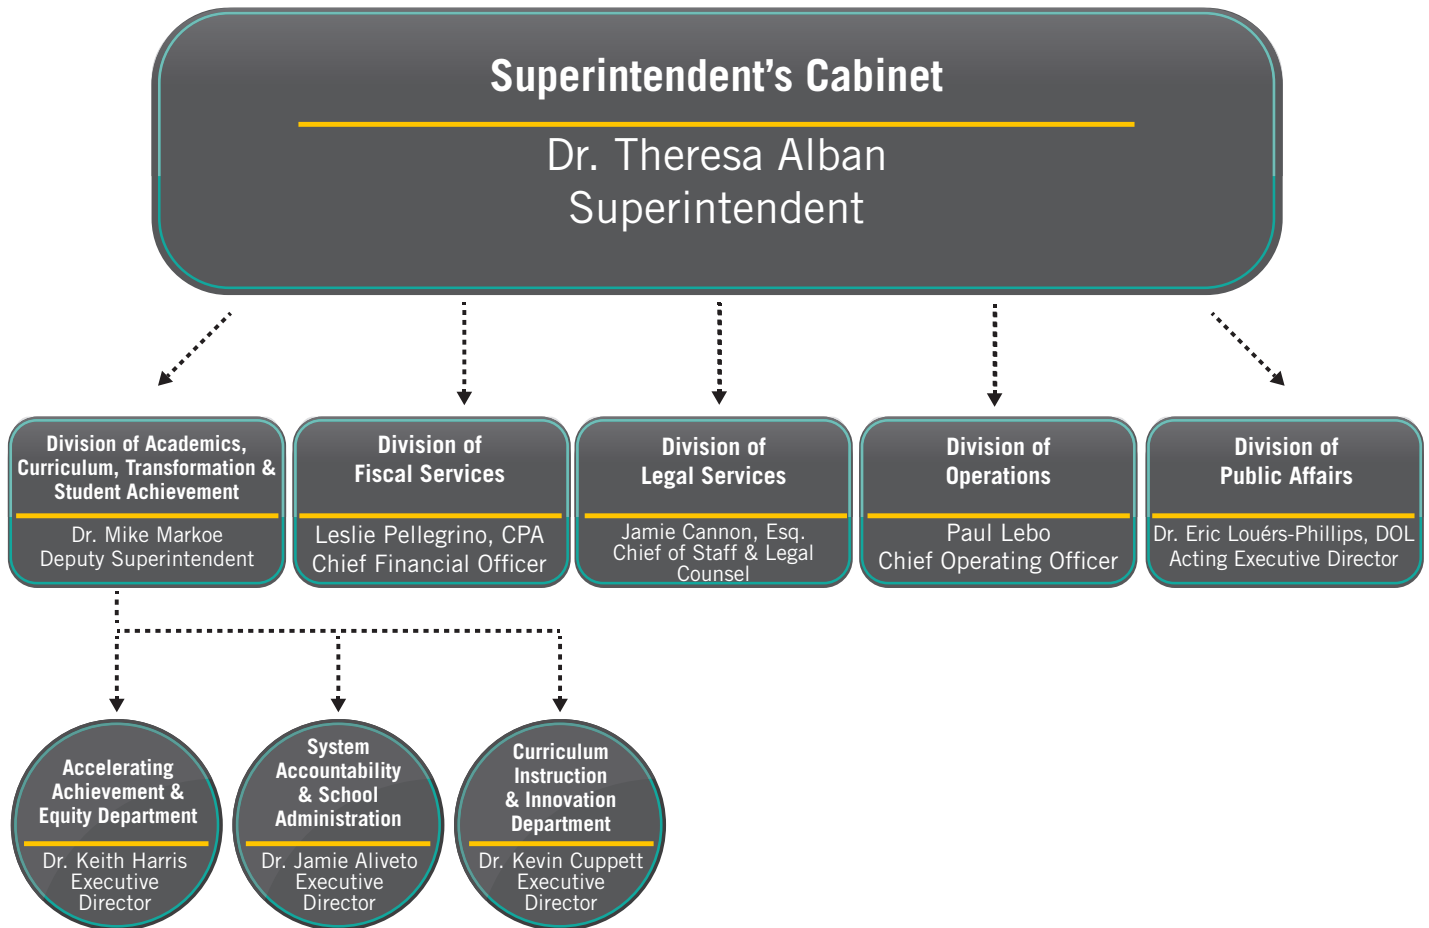 Superintendent’s Cabinet
Dr. Theresa Alban
Superintendent
Division of Academics,
Curriculum, Transformation &
Student Achievement
Dr. Mike Markoe
Deputy Superintendent
Division of
Fiscal Services
Leslie Pellegrino, CPA
Chief Financial Officer
Division of
Legal Services
Jamie Cannon, Esq.
Chief of Staff & Legal
Counsel
Division of
Operations
Paul Lebo
Chief Operating Officer
Division of
Public Affairs
Dr. Eric Louérs-Phillips, DOL
Acting Executive Director
Accelerating
Achievement &
Equity Department
Dr. Keith Harris
Executive
Director
System
Accountability
& School
Administration
Dr. Jamie Aliveto
Executive
Director
Curriculum
Instruction
& Innovation
Department
Dr. Kevin Cuppett
Executive
Director